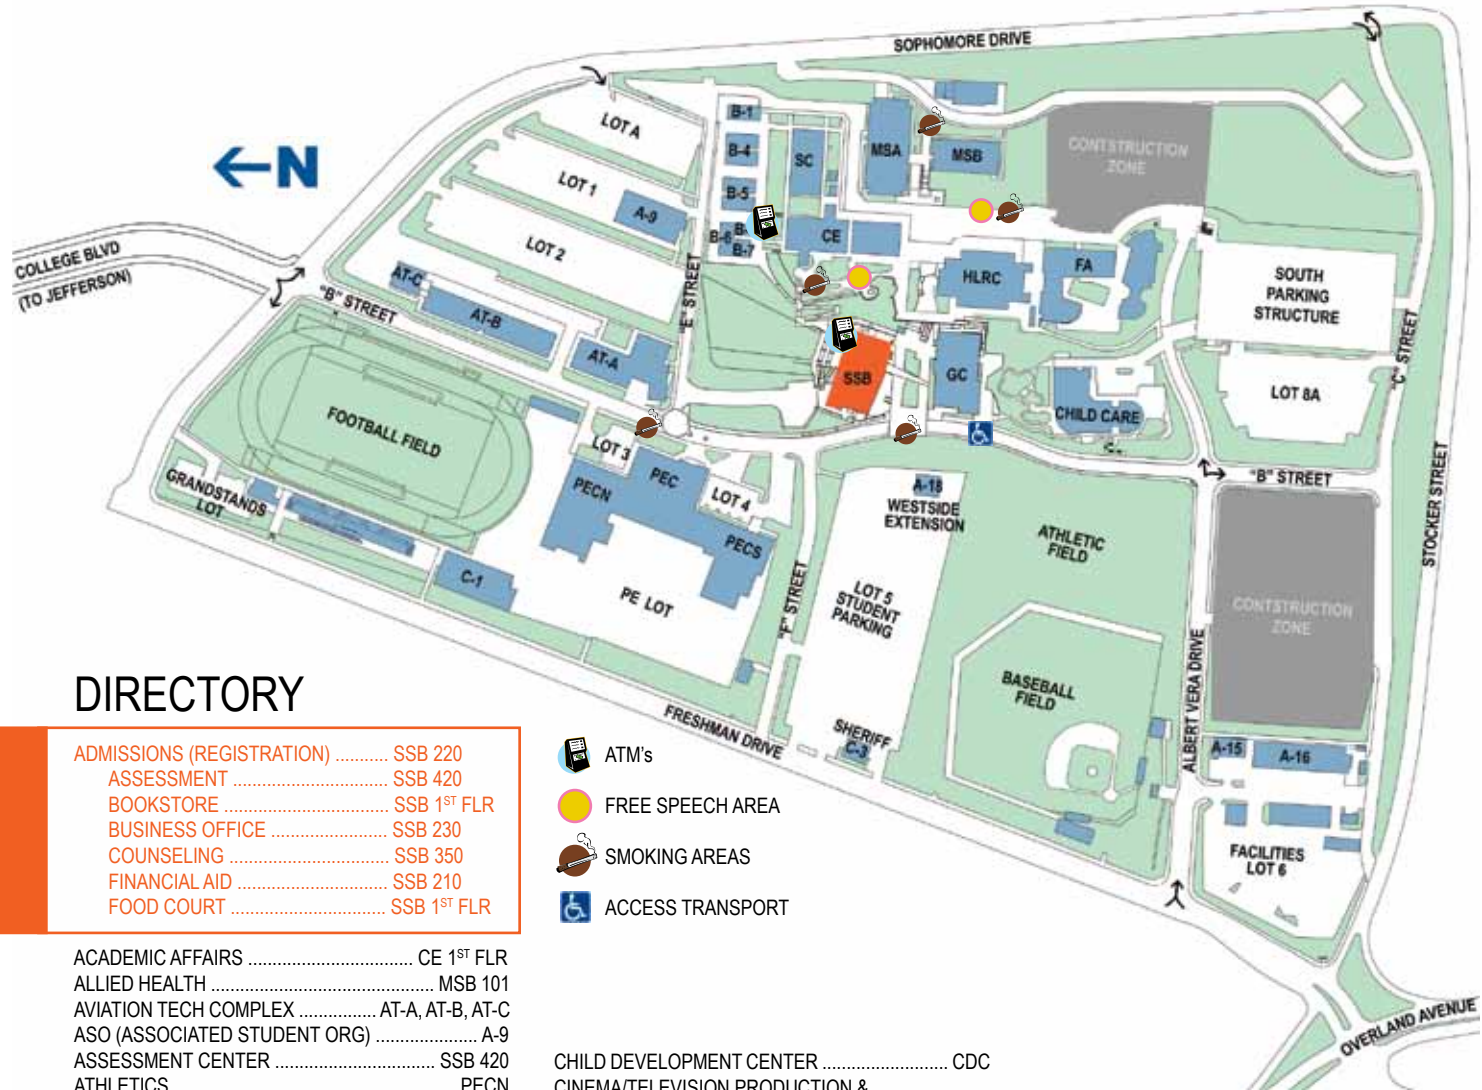 SOPHOMORE DRIVE
LOT A
B-1
MSA
MSB
CONTSTRUCTION
ZONE
←N
B-4
SC
LOT 1
A-9
B-5
B-6
B
B-7
CE
COLLEGE BLVD
(TO JEFFERSON)
LOT 2
"E" STREET
HLRC
FA
SOUTH
PARKING
STRUCTURE
AT-C
"B" STREET
AT-B
AT-A
SSB
GC
CHILD CARE
LOT 8A
"C" STREET
STOCKER STREET
FOOTBALL FIELD
LOT 3
PEC
PECN
LOT 4
PECS
GRANDSTANDS
LOT
C-1
PE LOT
"F" STREET
A-18
WESTSIDE
EXTENSION
ATHLETIC
FIELD
"B" STREET
LOT 5
STUDENT
PARKING
CONTSTRUCTION
ZONE
ALBERT VERA DRIVE
BASEBALL
FIELD
FRESHMAN DRIVE
SHERIFF
C-3
A-15
A-16
FACILITIES
LOT 6
OVERLAND AVENUE
DIRECTORY
ADMISSIONS (REGISTRATION) ........... SSB 220
ASSESSMENT ................................ SSB 420
BOOKSTORE .................................. SSB 1ST FLR
BUSINESS OFFICE ........................ SSB 230
COUNSELING ................................. SSB 350
FINANCIAL AID ............................... SSB 210
FOOD COURT ................................ SSB 1ST FLR
ACADEMIC AFFAIRS .................................. CE 1ST FLR
ALLIED HEALTH .............................................. MSB 101
AVIATION TECH COMPLEX ................ AT-A, AT-B, AT-C
ASO (ASSOCIATED STUDENT ORG) ..................... A-9
ASSESSMENT CENTER ................................. SSB 420
ATHLETICS PECN
ATM's
FREE SPEECH AREA
SMOKING AREAS
ACCESS TRANSPORT
CHILD DEVELOPMENT CENTER .......................... CDC
CINEMA/TELEVISION PRODUCTION &